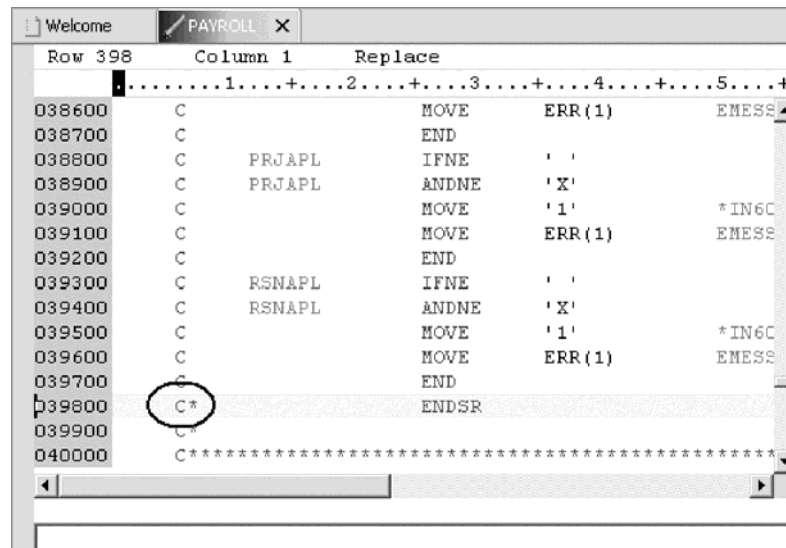 Welcome PAYROLL
Row 398 Column 1 Replace
.........1....+....2....+....3....+....4....+....5....+
038600 C MOVE ERR(1) EMESS
038700 C END
038800 C PRJAPL IFNE ' '
038900 C PRJAPL ANDNE 'X'
039000 C MOVE '1' *IN60
039100 C MOVE ERR(1) EMESS
039200 C END
039300 C RSNAPL IFNE ' '
039400 C RSNAPL ANDNE 'X'
039500 C MOVE '1' *IN60
039600 C MOVE ERR(1) EMESS
039700 C END
039800 C* ENDSR
039900 C*
040000 C*************************************************